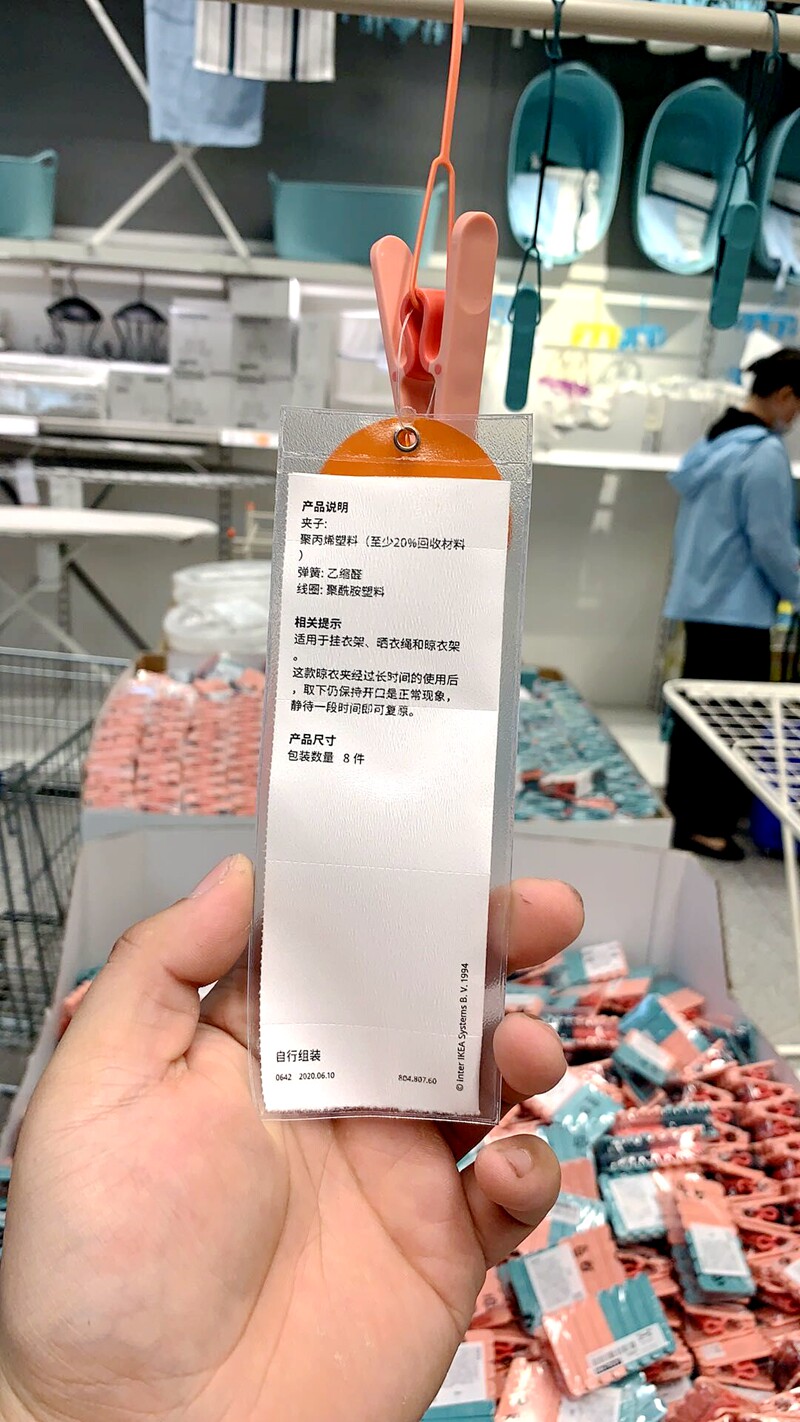 产品说明
夹子:
聚丙烯塑料（至少20%回收材料
）
弹簧: 乙缩醛
线圈: 聚酰胺塑料
相关提示
适用于挂衣架、晒衣绳和晾衣架
。
这款晾衣夹经过长时间的使用后
，取下仍保持开口是正常现象，
静待一段时间即可复原。
产品尺寸
包装数量 8 件
自行组装
0642 2020.06.10 804.807.60
© Inter IKEA Systems B. V. 1994